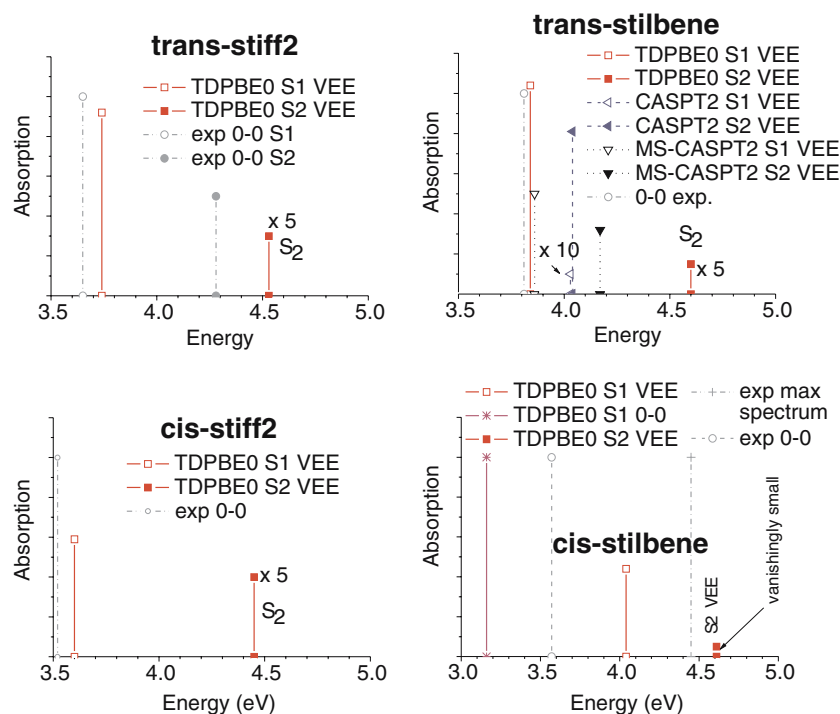 trans-stiff2
TDPBE0 S1 VEE
TDPBE0 S2 VEE
exp 0-0 S1
exp 0-0 S2
x 5
S2
Absorption
3.5 4.0 4.5 5.0
Energy
trans-stilbene
TDPBE0 S1 VEE
TDPBE0 S2 VEE
CASPT2 S1 VEE
CASPT2 S2 VEE
MS-CASPT2 S1 VEE
MS-CASPT2 S2 VEE
0-0 exp.
x 10
S2
x 5
Absorption
3.5 4.0 4.5 5.0
Energy
cis-stiff2
TDPBE0 S1 VEE
TDPBE0 S2 VEE
exp 0-0
x 5
S2
Absorption
3.5 4.0 4.5 5.0
Energy (eV)
TDPBE0 S1 VEE
TDPBE0 S1 0-0
TDPBE0 S2 VEE
exp max
spectrum
exp 0-0
cis-stilbene
S2 VEE
vanishingly small
Absorption
3.0 3.5 4.0 4.5 5.0
Energy (eV)